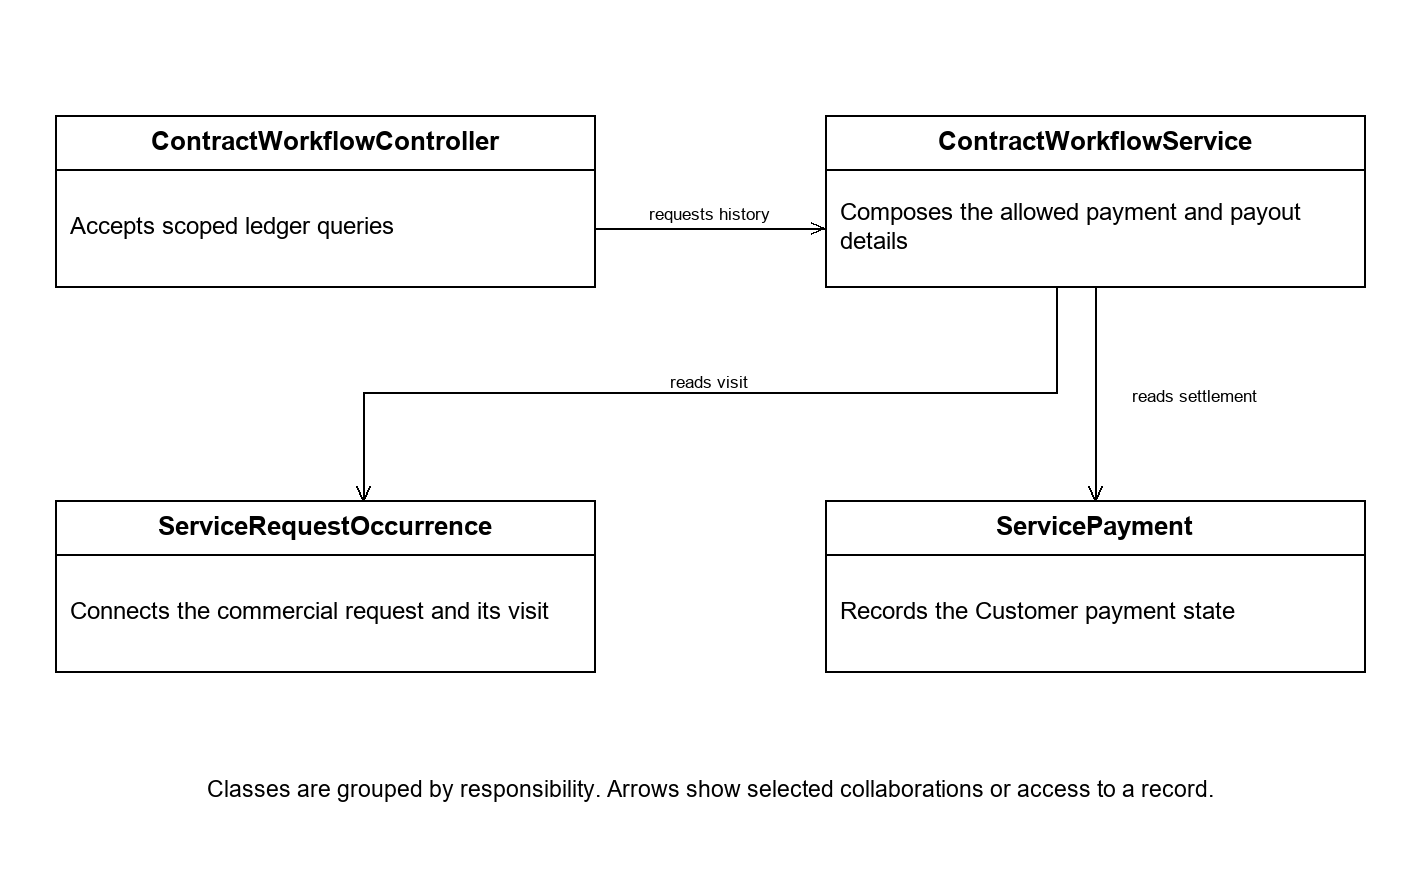 ContractWorkflowController
Accepts scoped ledger queries
requests history
ContractWorkflowService
Composes the allowed payment and payout
details
reads visit
reads settlement
ServiceRequestOccurrence
Connects the commercial request and its visit
ServicePayment
Records the Customer payment state
Classes are grouped by responsibility. Arrows show selected collaborations or access to a record.